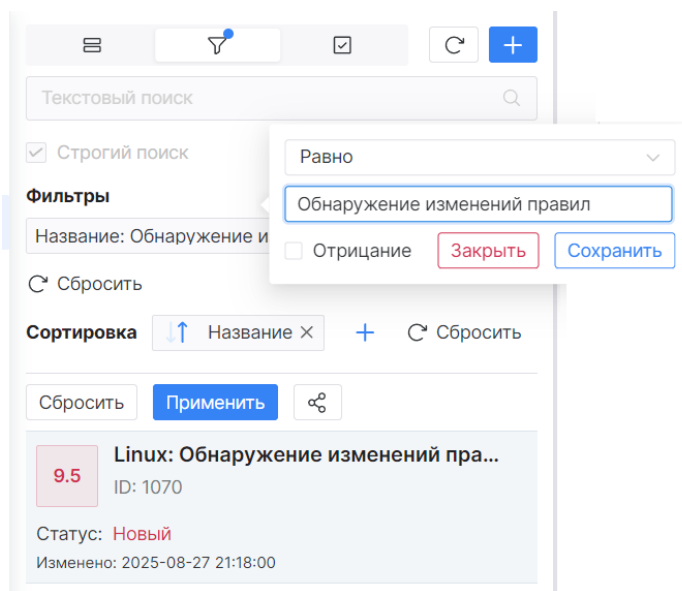 Текстовый поиск
Строгий поиск
Равно
Фильтры
Обнаружение изменений правил
Название: Обнаружение и
Отрицание
Закрыть
Сохранить
Сбросить
Сортировка
Название
Сбросить
Сбросить
Применить
9.5
Linux: Обнаружение изменений пра...
ID: 1070
Статус: Новый
Изменено: 2025-08-27 21:18:00